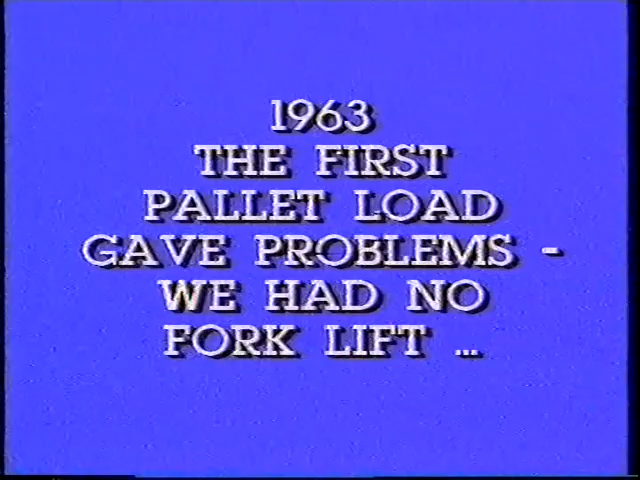 1963
THE FIRST
PALLET LOAD
GAVE PROBLEMS -
WE HAD NO
FORK LIFT ...